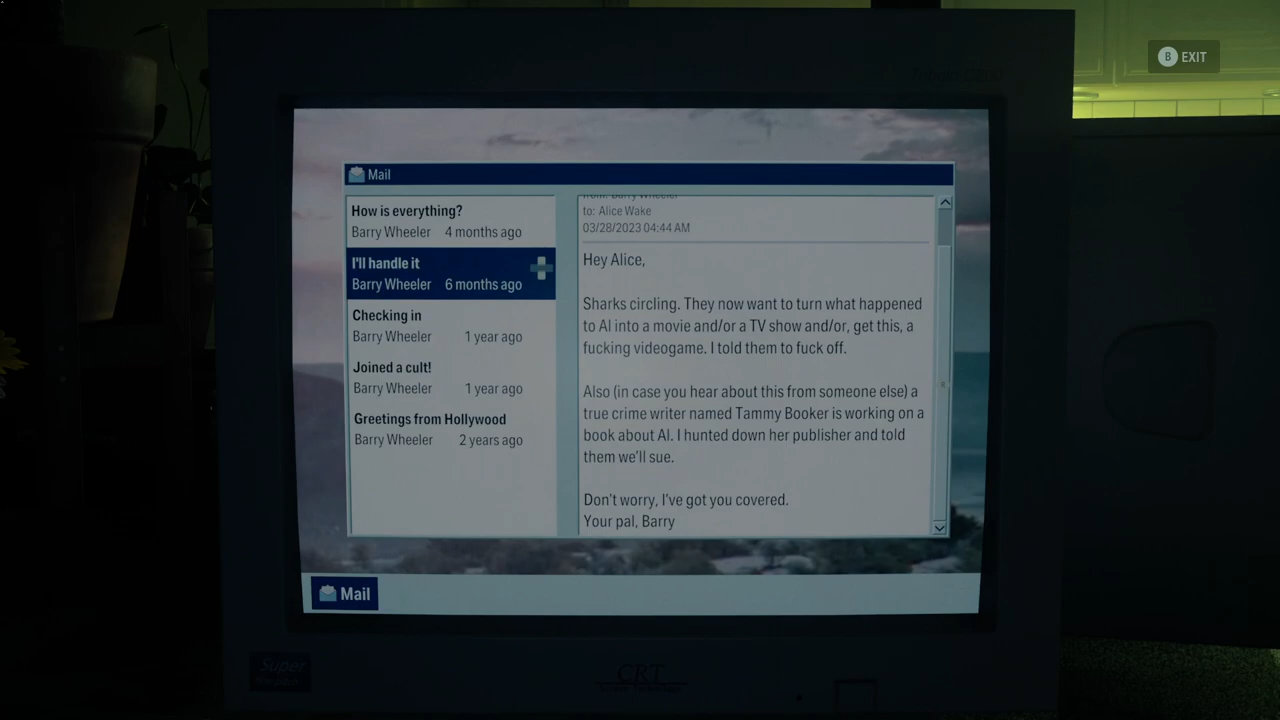 B EXIT
Mail
How is everything?
Barry Wheeler 4 months ago
I'll handle it
Barry Wheeler 6 months ago
Checking in
Barry Wheeler 1 year ago
Joined a cult!
Barry Wheeler 1 year ago
Greetings from Hollywood
Barry Wheeler 2 years ago
from: Barry Wheeler
to: Alice Wake
03/28/2023 04:44 AM
Hey Alice,
Sharks circling. They now want to turn what happened
to Al into a movie and/or a TV show and/or, get this, a
fucking videogame. I told them to fuck off.
Also (in case you hear about this from someone else) a
true crime writer named Tammy Booker is working on a
book about Al. I hunted down her publisher and told
them we'll sue.
Don't worry, I've got you covered.
Your pal, Barry
Mail
Super
CRT